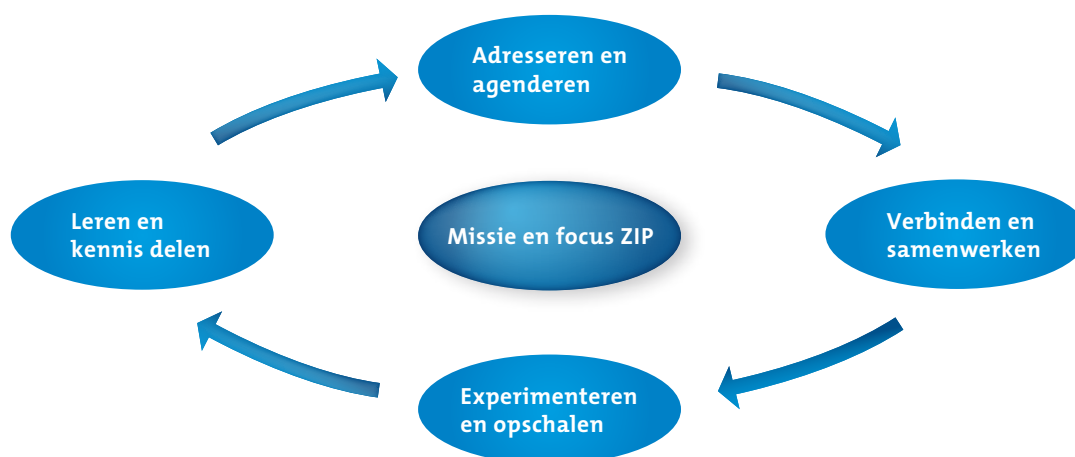 Adresseren en
agenderen
Leren en
kennis delen
Missie en focus ZIP
Verbinden en
samenwerken
Experimenteren
en opschalen